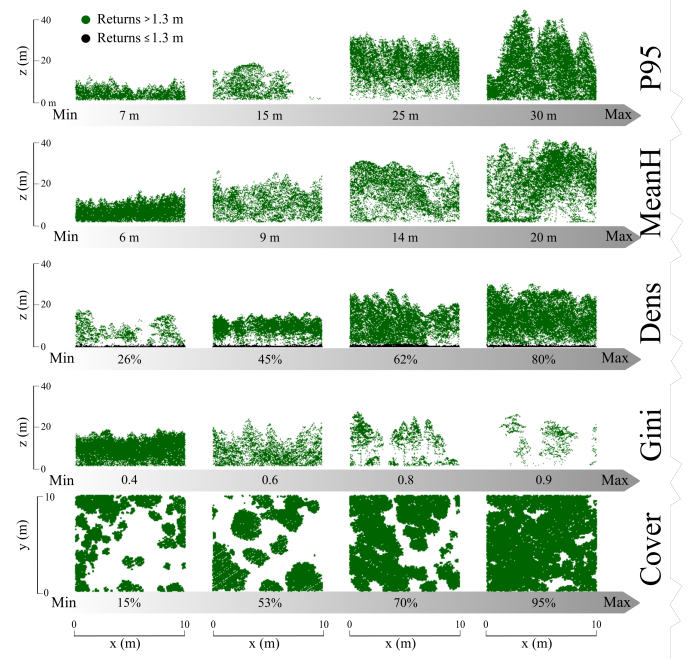 Returns > 1.3 m
Returns ≤ 1.3 m
40
20
0 m
z (m)
P95
Min
7 m
15 m
25 m
30 m
Max
40
20
0
z (m)
MeanH
Min
6 m
9 m
14 m
20 m
Max
40
20
0
z (m)
Dens
Min
26%
45%
62%
80%
Max
40
20
0
z (m)
Gini
0.4
0.6
0.8
0.9
10
0
y (m)
Cover
Min
15%
53%
70%
95%
Max
0 10 0 10 0 10 0 10
x (m) x (m) x (m) x (m)